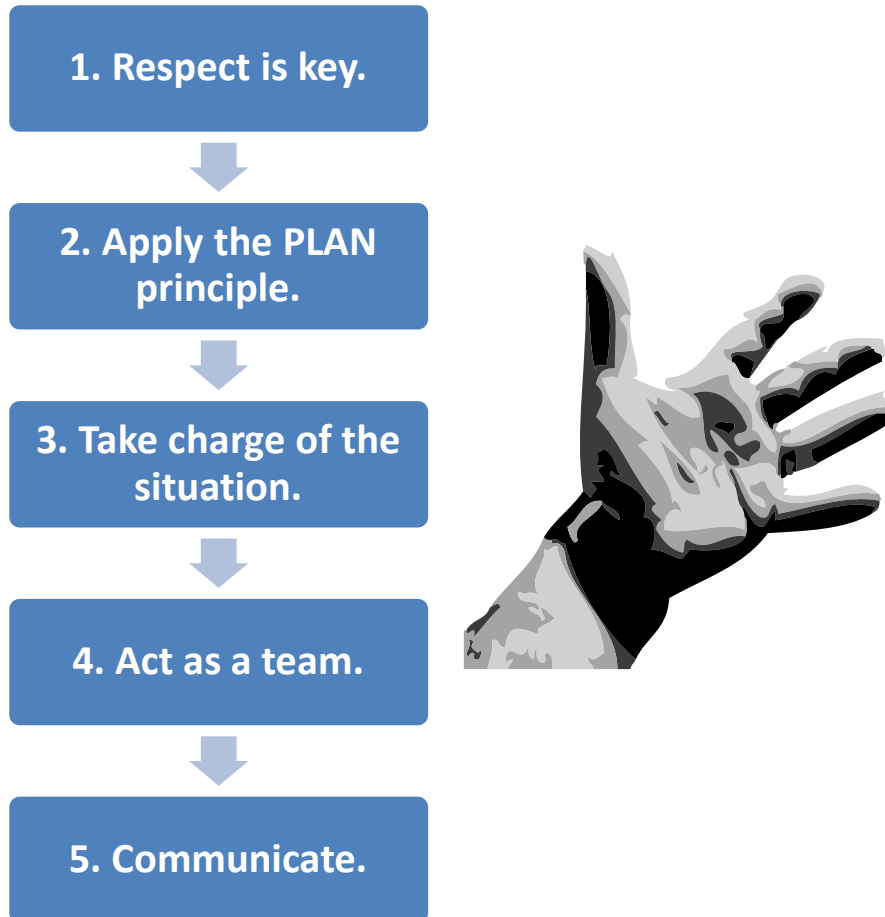 1. Respect is key.
2. Apply the PLAN
principle.
3. Take charge of the
situation.
4. Act as a team.
5. Communicate.